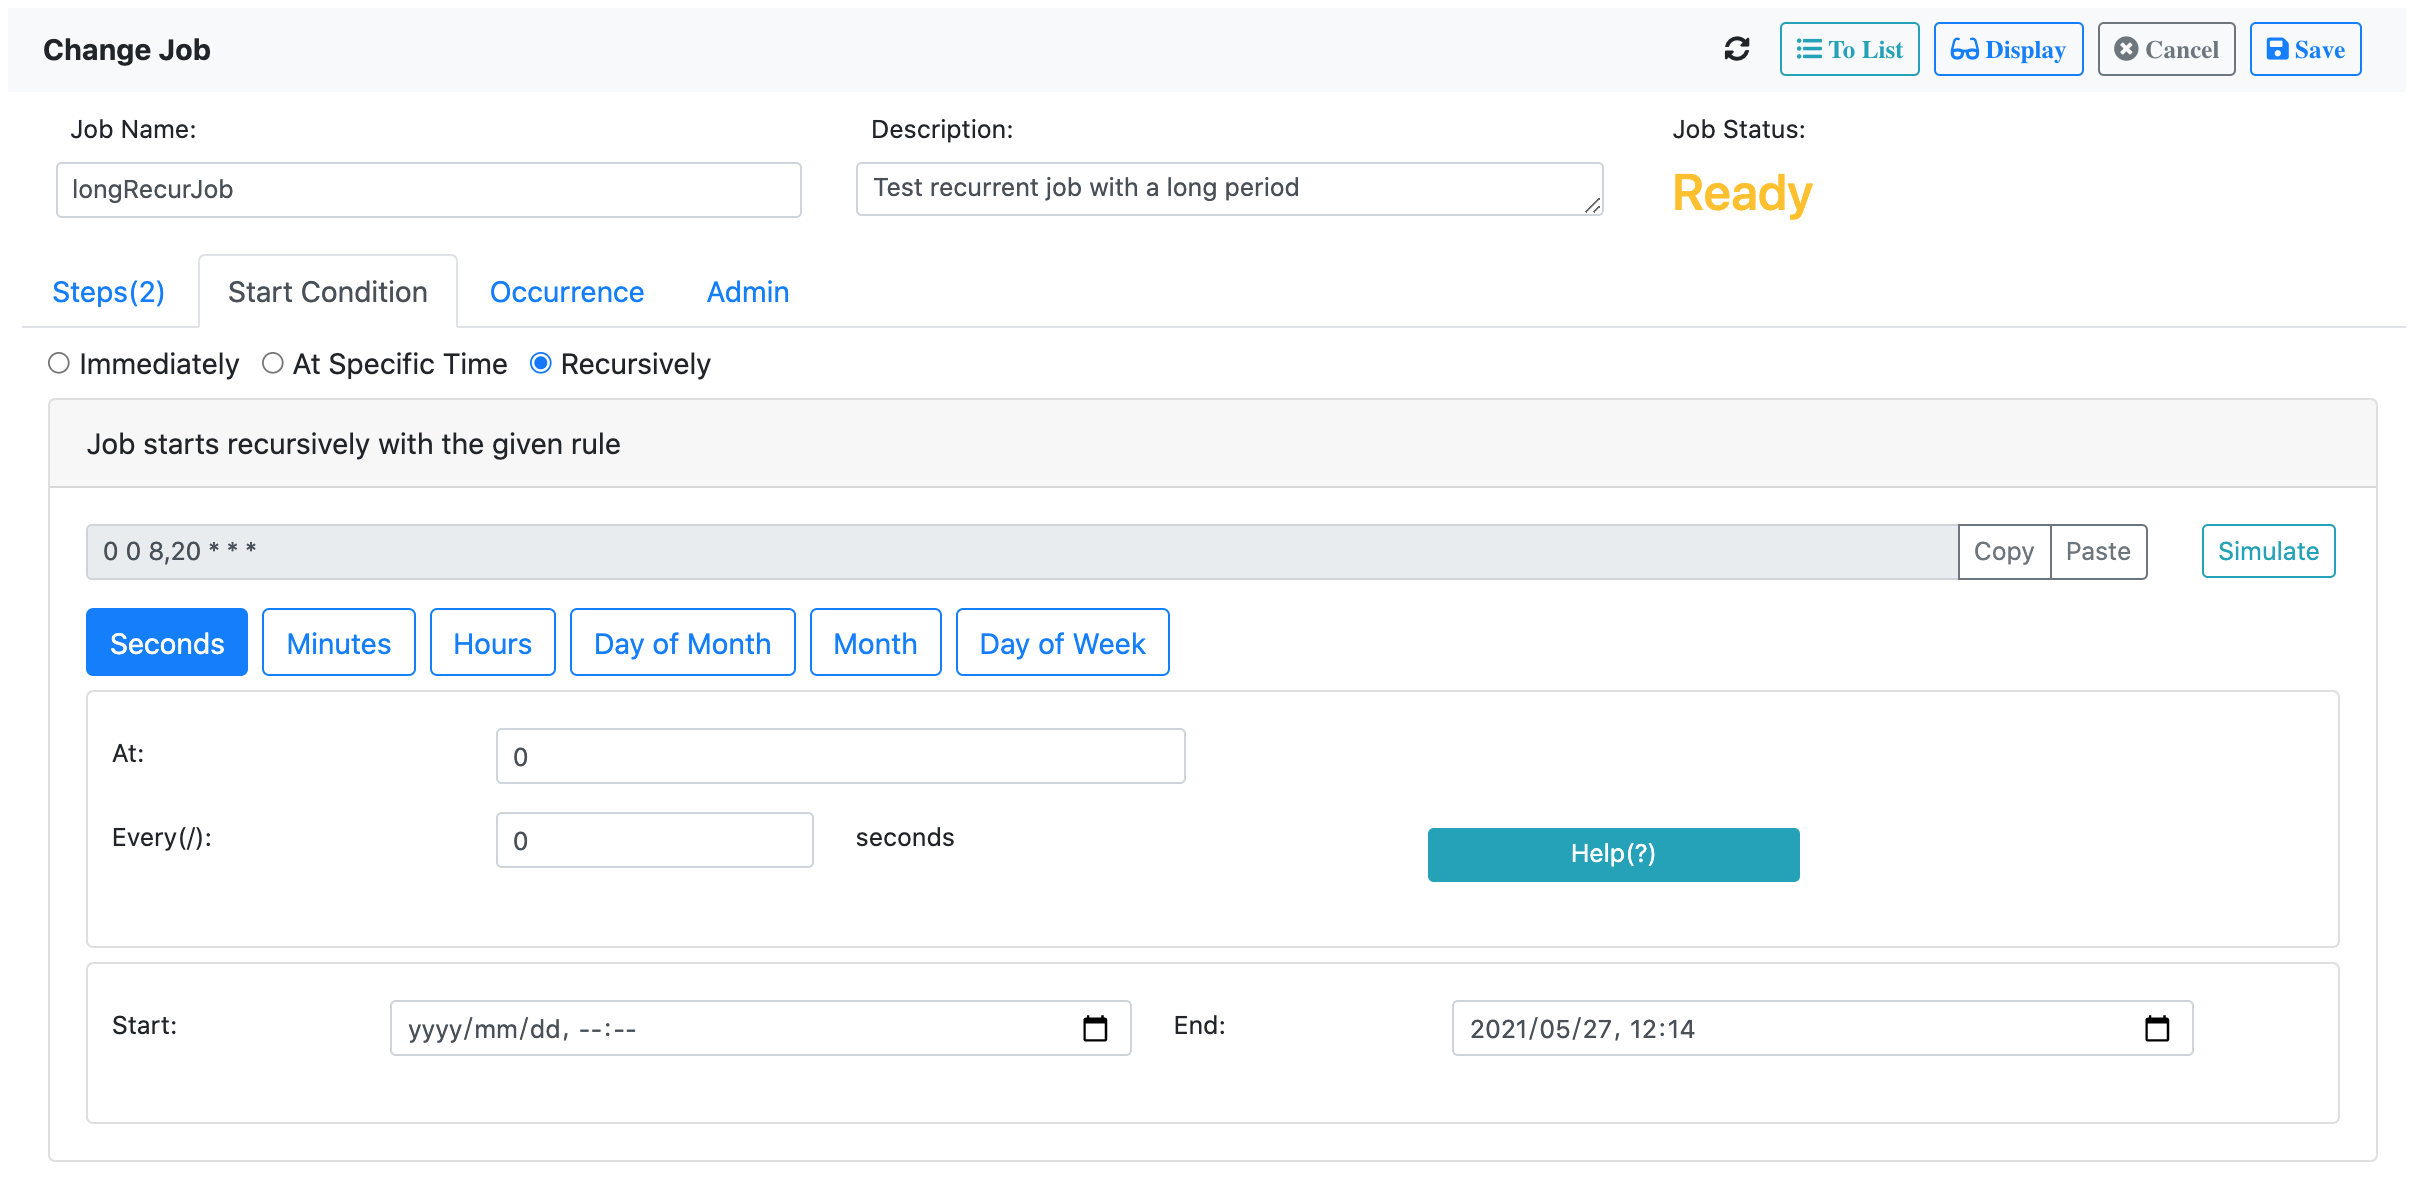 Change Job To List Display Cancel Save
Job Name: Description: Job Status:
longRecurJob Test recurrent job with a long period Ready
Steps(2) Start Condition Occurrence Admin
Immediately At Specific Time Recursively
Job starts recursively with the given rule
0 0 8,20 * * * Copy Paste Simulate
Seconds Minutes Hours Day of Month Month Day of Week
At: 0
Every(/): 0 seconds Help(?)
Start: yyyy/mm/dd, --:-- End: 2021/05/27, 12:14